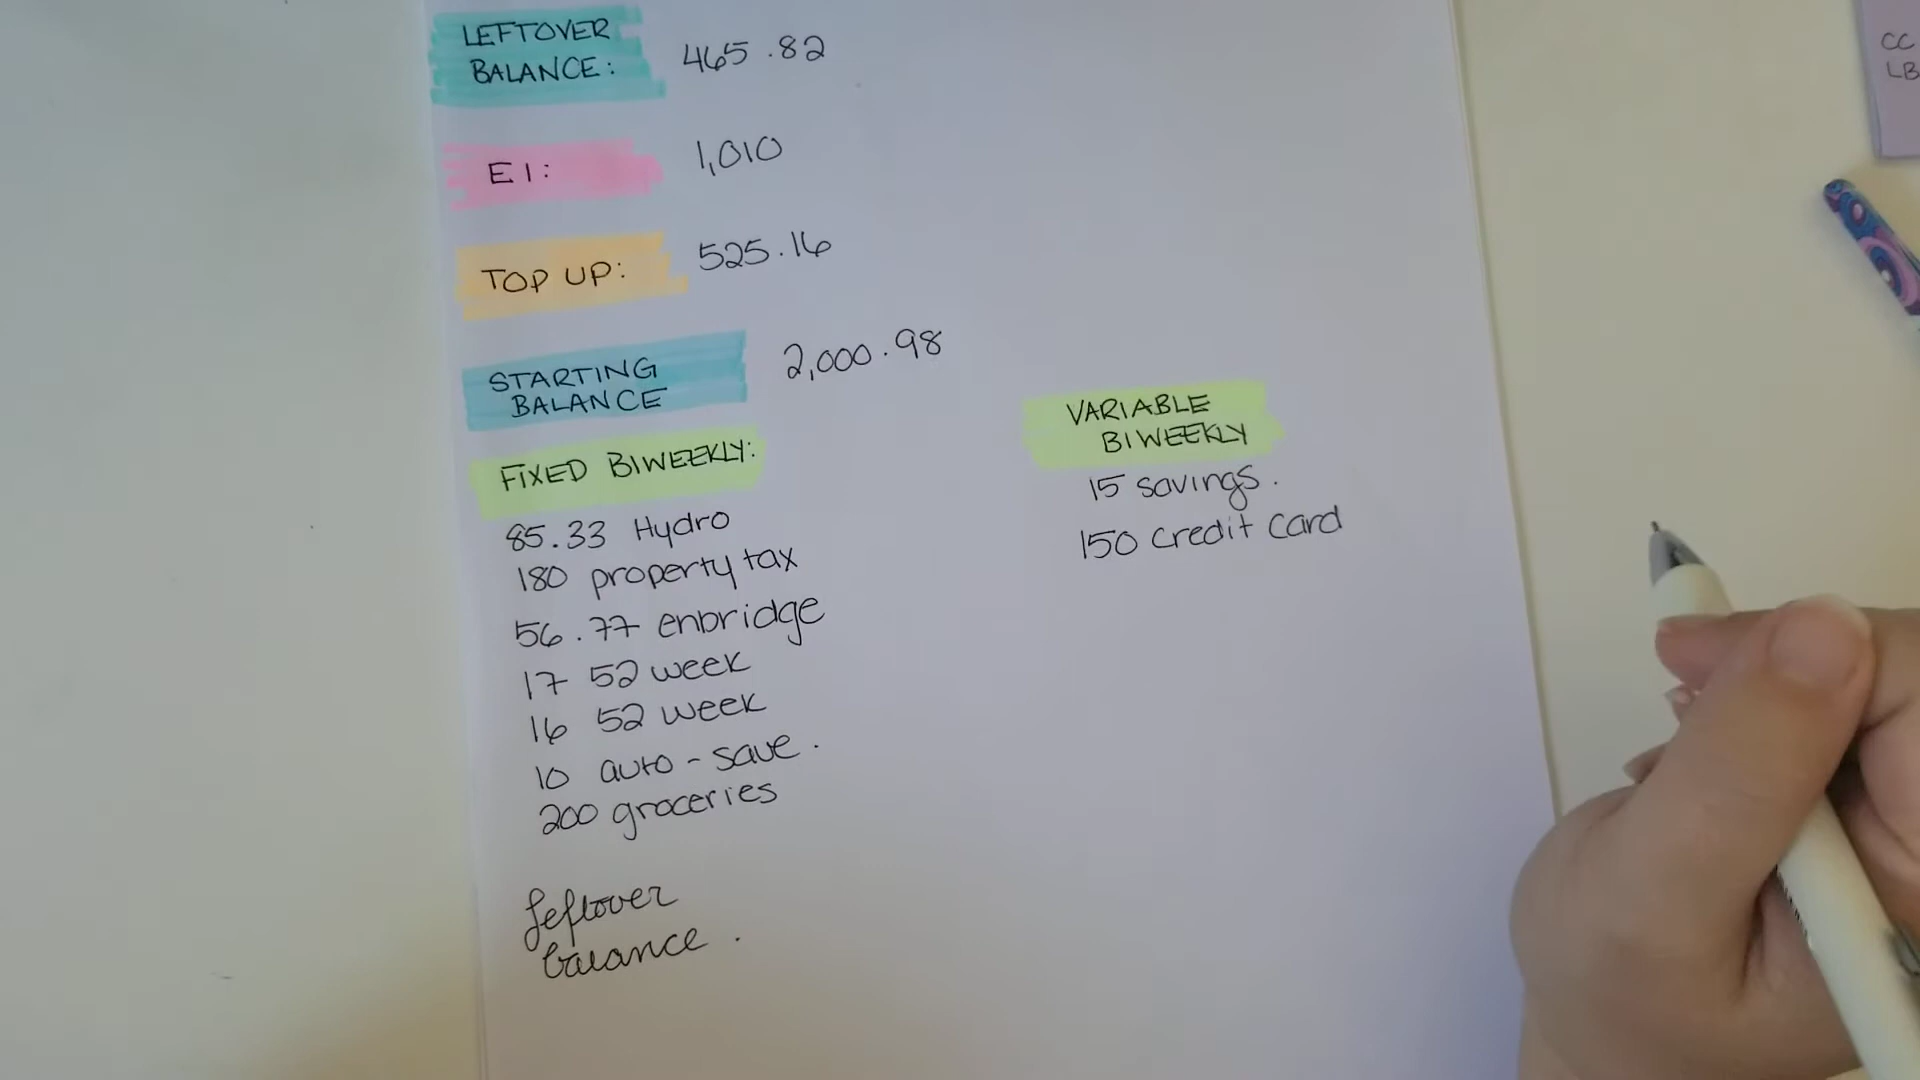 LEFTOVER
BALANCE: 465.82
EI: 1,010
TOP UP: 525.16
STARTING
BALANCE 2,000.98
FIXED BIWEEKLY:
85.33 Hydro
180 property tax
56.77 enbridge
17 52 week
16 52 week
10 auto-save.
200 groceries
leftover
balance.
VARIABLE
BIWEEKLY
15 savings.
150 credit card
CC
LB